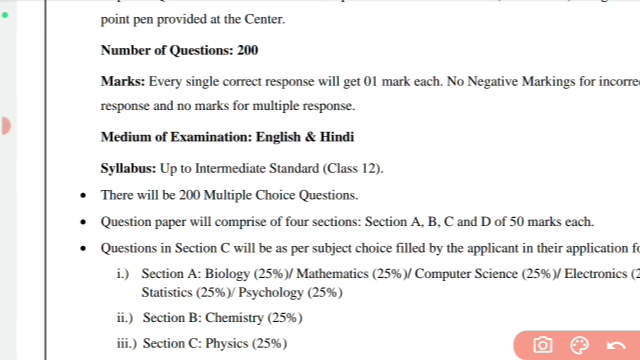 point pen provided at the Center.
Number of Questions: 200
Marks: Every single correct response will get 01 mark each. No Negative Markings for incorre
response and no marks for multiple response.
Medium of Examination: English & Hindi
Syllabus: Up to Intermediate Standard (Class 12).
• There will be 200 Multiple Choice Questions.
• Question paper will comprise of four sections: Section A, B, C and D of 50 marks each.
• Questions in Section C will be as per subject choice filled by the applicant in their application fo
i.) Section A: Biology (25%)/ Mathematics (25%)/ Computer Science (25%)/ Electronics (2
Statistics (25%)/ Psychology (25%)
ii.) Section B: Chemistry (25%)
iii.) Section C: Physics (25%)